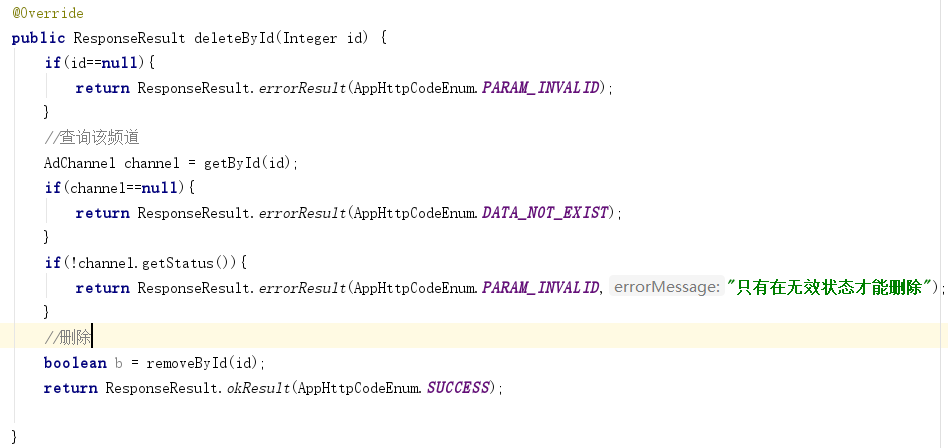 @Override
public ResponseResult deleteById(Integer id) {
if(id==null){
return ResponseResult.errorResult(AppHttpCodeEnum.PARAM_INVALID);
}
//查询该频道
AdChannel channel = getById(id);
if(channel==null){
return ResponseResult.errorResult(AppHttpCodeEnum.DATA_NOT_EXIST);
}
if(!channel.getStatus()){
return ResponseResult.errorResult(AppHttpCodeEnum.PARAM_INVALID, errorMessage: "只有在无效状态才能删除");
}
//删除
boolean b = removeById(id);
return ResponseResult.okResult(AppHttpCodeEnum.SUCCESS);
}